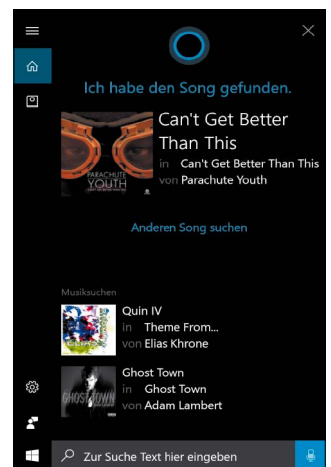 Ich habe den Song gefunden.
Can't Get Better
Than This
in Can't Get Better Than This
von Parachute Youth
PARACHUTE
YOUTH
Anderen Song suchen
Musiksuchen
Quin IV
in Theme From...
von Elias Khrone
Ghost Town
in Ghost Town
von Adam Lambert
GHOST TOWN
Zur Suche Text hier eingeben